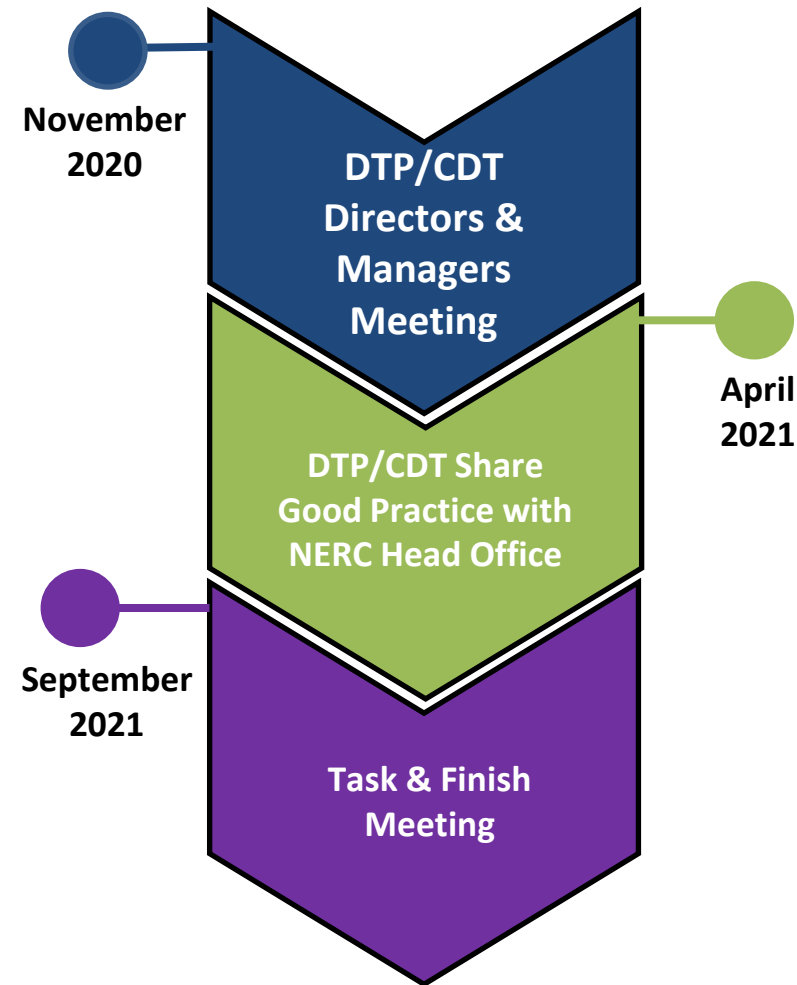 November
2020
DTP/CDT
Directors &
Managers
Meeting
April
2021
DTP/CDT Share
Good Practice with
NERC Head Office
September
2021
Task & Finish
Meeting